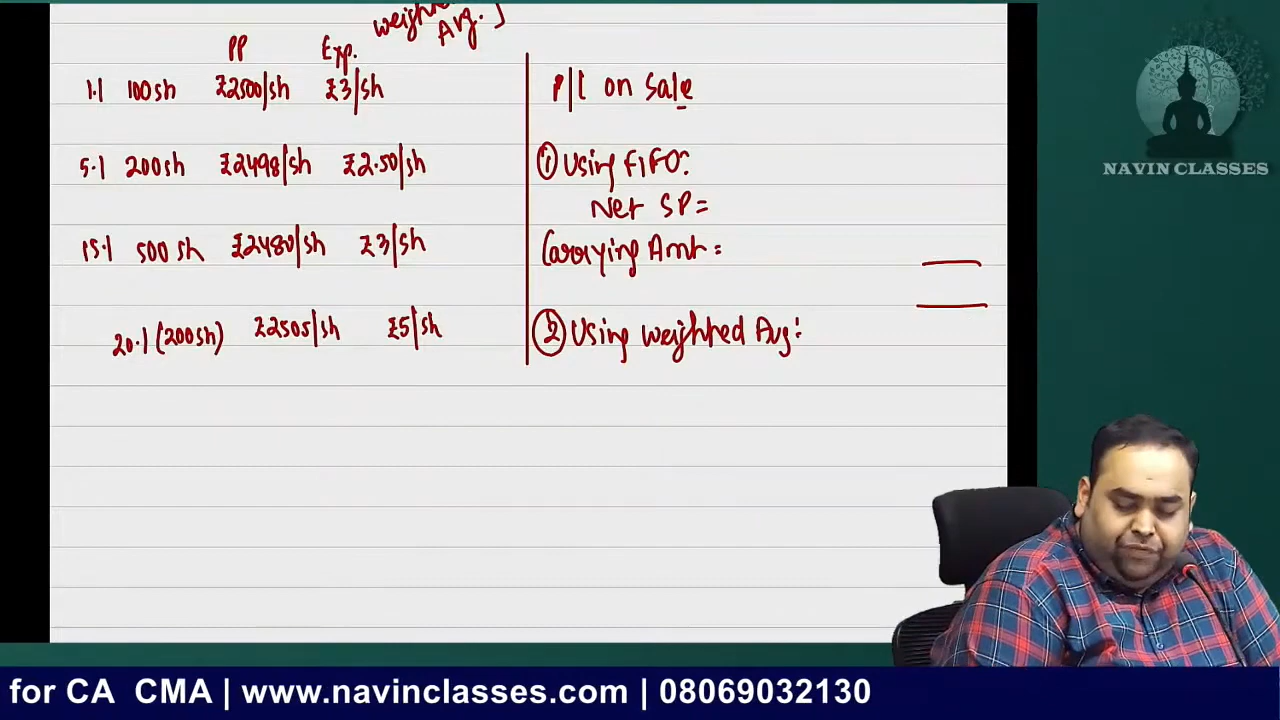 weighted
Avg.]
PP Exp.
1.1 100sh ₹2500/sh ₹3/sh
5.1 200sh ₹2498/sh ₹2.50/sh
15.1 500 sh ₹2480/sh ₹3/sh
20.1 (200sh) ₹2505/sh ₹5/sh
P/L on Sale
① Using FIFO:
Net SP =
Carrying Amt =
② Using Weighted Avg:
NAVIN CLASSES
for CA CMA | www.navinclasses.com | 08069032130